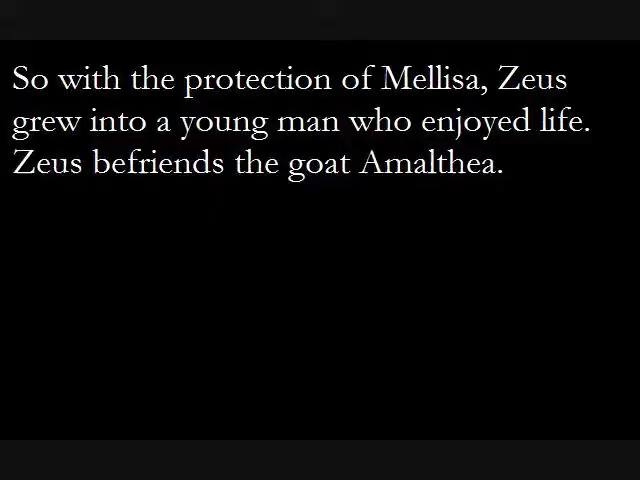 So with the protection of Mellisa, Zeus
grew into a young man who enjoyed life.
Zeus befriends the goat Amalthea.